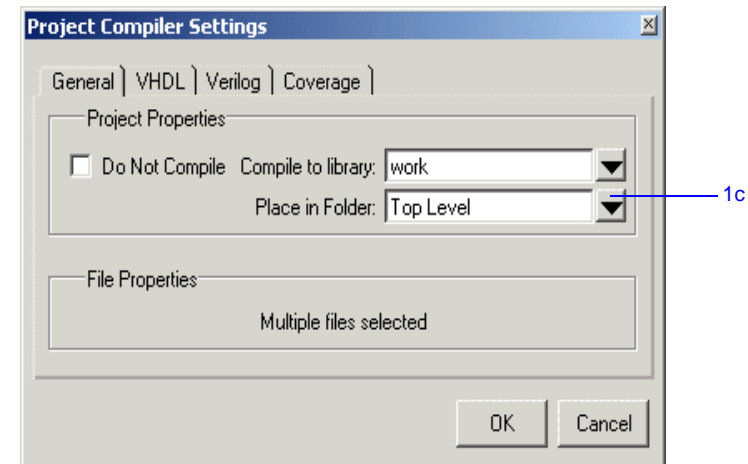 Project Compiler Settings
General VHDL Verilog Coverage
Project Properties
Do Not Compile Compile to library: work
Place in Folder: Top Level
1c
File Properties
Multiple files selected
OK Cancel